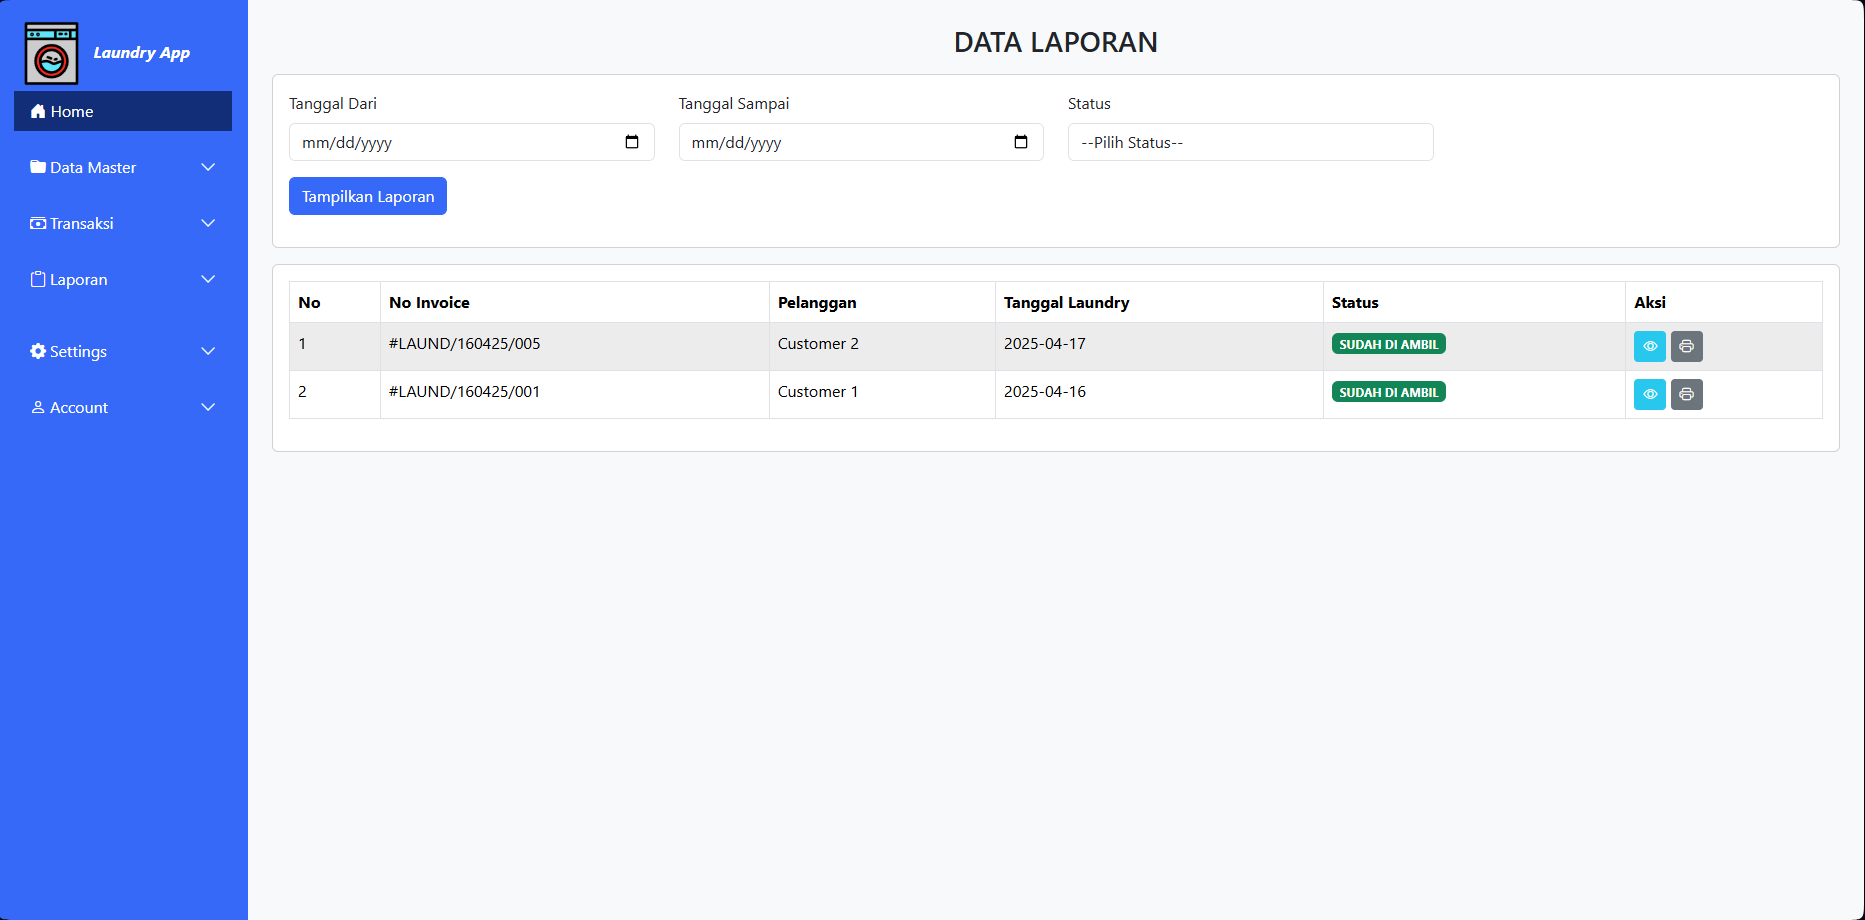 Laundry App
Home
Data Master
Transaksi
Laporan
Settings
Account
DATA LAPORAN
Tanggal Dari Tanggal Sampai Status
mm/dd/yyyy mm/dd/yyyy --Pilih Status--
Tampilkan Laporan
No No Invoice Pelanggan Tanggal Laundry Status Aksi
1 #LAUND/160425/005 Customer 2 2025-04-17 SUDAH DI AMBIL
2 #LAUND/160425/001 Customer 1 2025-04-16 SUDAH DI AMBIL